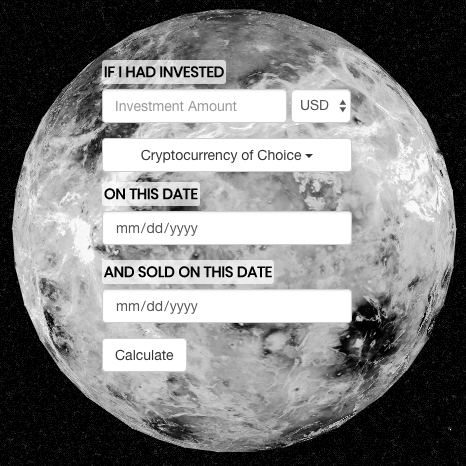 IF I HAD INVESTED
Investment Amount USD
Cryptocurrency of Choice
ON THIS DATE
mm/dd/yyyy
AND SOLD ON THIS DATE
mm/dd/yyyy
Calculate